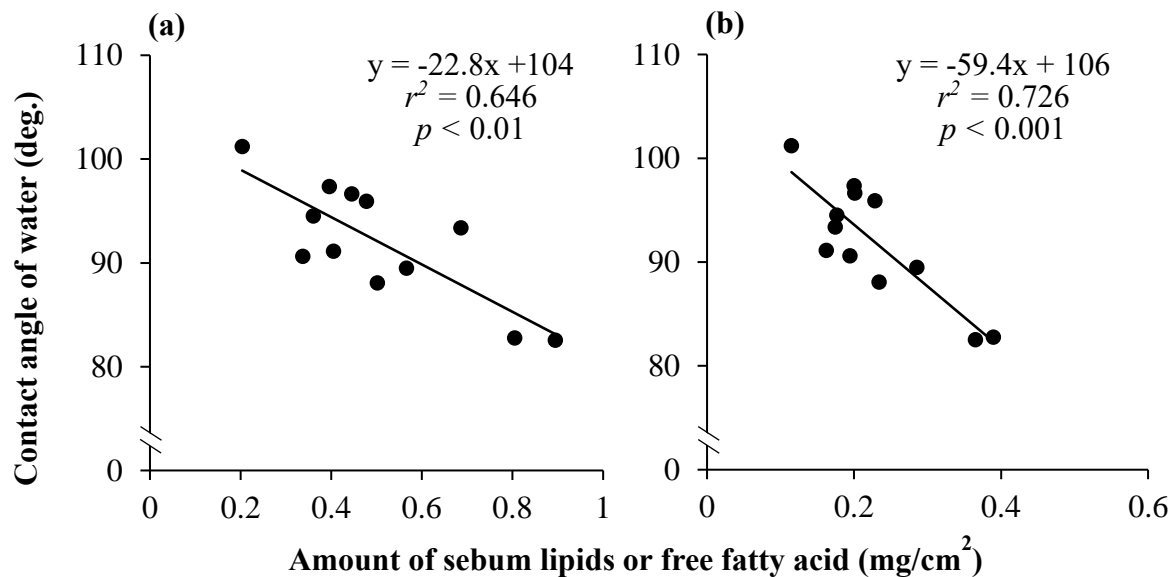 (a)
y = -22.8x +104
r² = 0.646
p < 0.01
110
100
90
80
0
0 0.2 0.4 0.6 0.8 1
(b)
y = -59.4x + 106
r² = 0.726
p < 0.001
110
100
90
80
0
0 0.2 0.4 0.6
Contact angle of water (deg.)
Amount of sebum lipids or free fatty acid (mg/cm²)